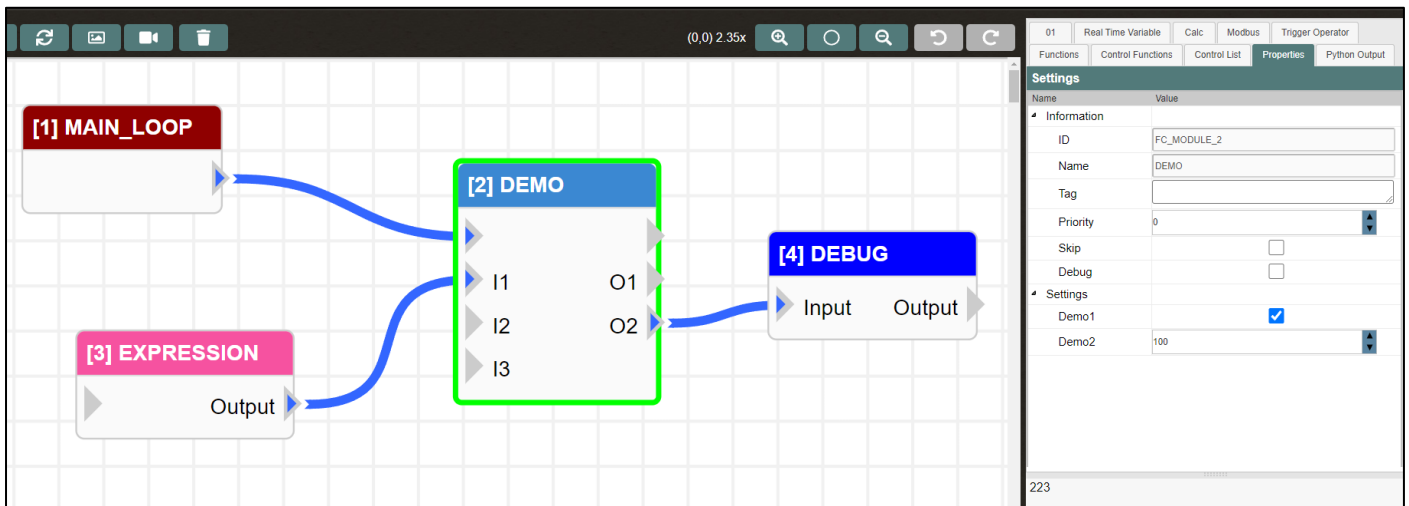 (0,0) 2.35x
01 Real Time Variable Calc Modbus Trigger Operator
Functions Control Functions Control List Properties Python Output
Settings
Name Value
Information
ID FC_MODULE_2
Name DEMO
Tag
Priority 0
Skip
Debug
Settings
Demo1
Demo2 100
223
[1] MAIN_LOOP
[2] DEMO
I1 O1
I2 O2
I3
[3] EXPRESSION
Output
[4] DEBUG
Input Output